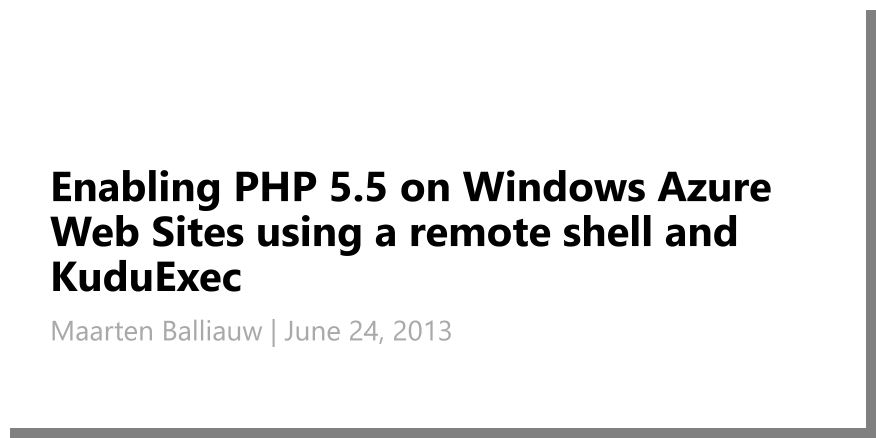 Enabling PHP 5.5 on Windows Azure
Web Sites using a remote shell and
KuduExec
Maarten Balliauw | June 24, 2013